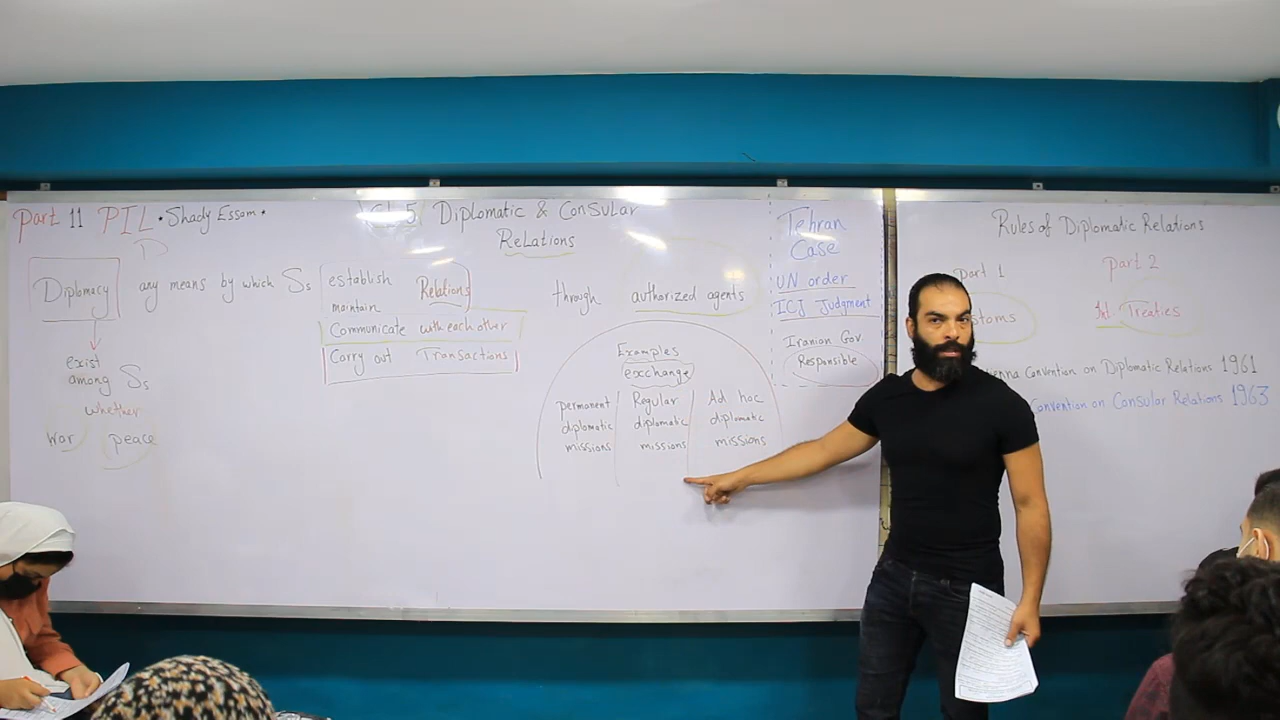 Part 11 PIL • Shady Essam •
Ch 5 Diplomatic & Consular
Relations
D
Diplomacy
any means by which Ss
establish
maintain
Relations
Communicate with each other
Carry out Transactions
through authorized agents
exist
among Ss
whether
war peace
Examples
exchange
permanent
diplomatic
missions
Regular
diplomatic
missions
Ad hoc
diplomatic
missions
Tehran
Case
UN order
ICJ Judgment
Iranian Gov.
Responsible
Rules of Diplomatic Relations
Part 1
Part 2
Int Treaties
Convention on Diplomatic Relations 1961
Convention on Consular Relations 1963